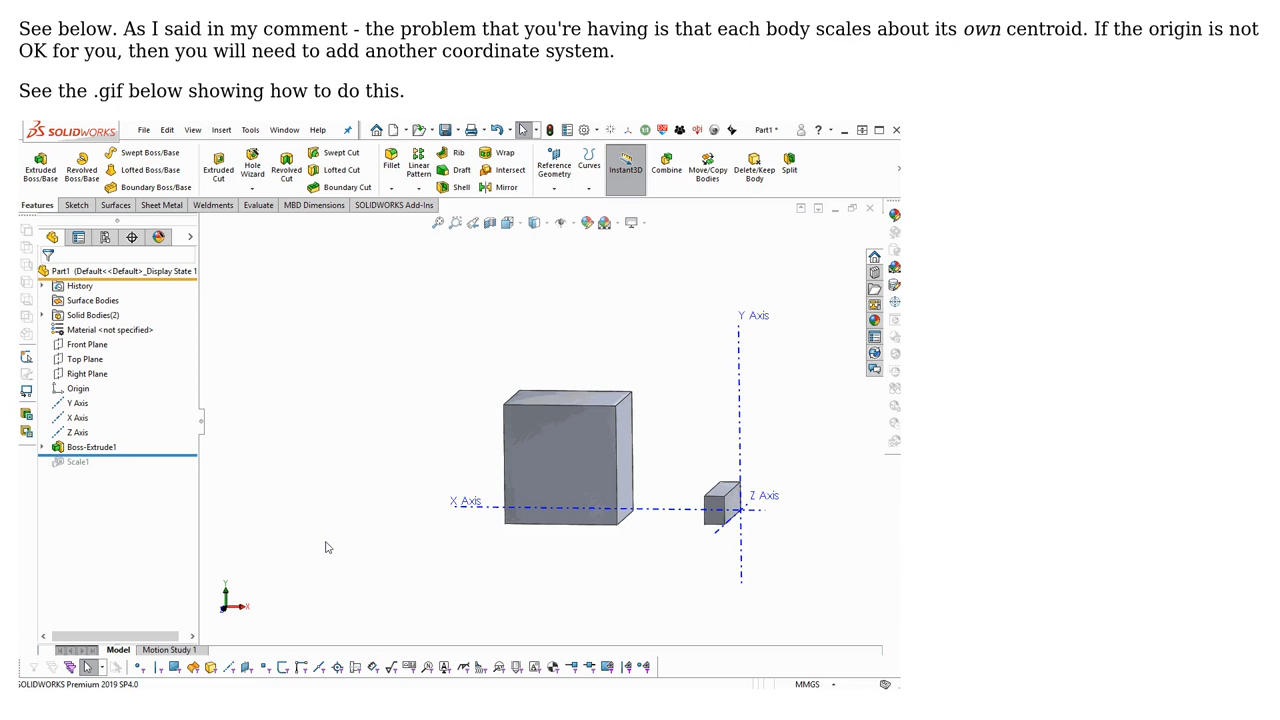 See below. As I said in my comment - the problem that you're having is that each body scales about its own centroid. If the origin is not
OK for you, then you will need to add another coordinate system.
See the .gif below showing how to do this.
SOLIDWORKS File Edit View Insert Tools Window Help Part1 * ?
Extruded Boss/Base
Revolved Boss/Base
Swept Boss/Base
Lofted Boss/Base
Boundary Boss/Base
Extruded Cut
Hole Wizard
Revolved Cut
Swept Cut
Lofted Cut
Boundary Cut
Fillet
Linear Pattern
Rib
Draft
Shell
Wrap
Intersect
Mirror
Reference Geometry
Curves
Instant3D
Combine
Move/Copy Bodies
Delete/Keep Body
Split
Features Sketch Surfaces Sheet Metal Weldments Evaluate MBD Dimensions SOLIDWORKS Add-Ins
Part1 (Default<<Default>_Display State 1
History
Surface Bodies
Solid Bodies(2)
Material <not specified>
Front Plane
Top Plane
Right Plane
Origin
Y Axis
X Axis
Z Axis
Boss-Extrude1
Scale1
Y Axis
X Axis
Z Axis
Y
X
Model Motion Study 1
SOLIDWORKS Premium 2019 SP4.0 MMGS